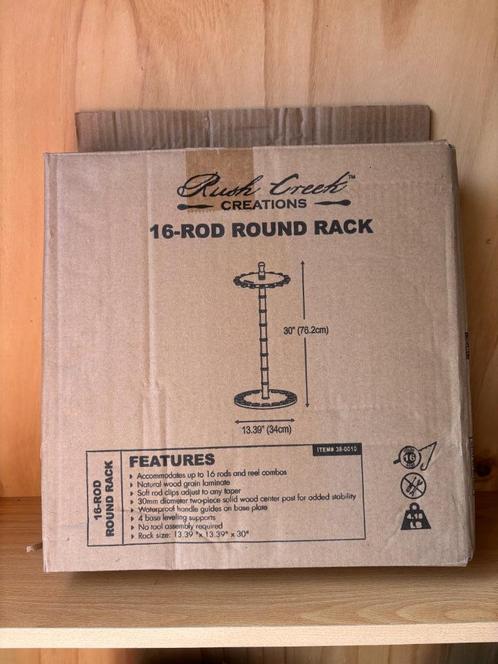 Rush Creek™
CREATIONS
16-ROD ROUND RACK
30" (76.2cm)
13.39" (34cm)
ITEM# 38-0010
16-ROD
ROUND RACK
FEATURES
Accommodates up to 16 rods and reel combos
Natural wood grain laminate
Soft rod clips adjust to any taper
30mm diameter two-piece solid wood center post for added stability
Waterproof handle guides on base plate
4 base leveling supports
No tool assembly required
Rack size: 13.39 "x 13.39" x 30"
16